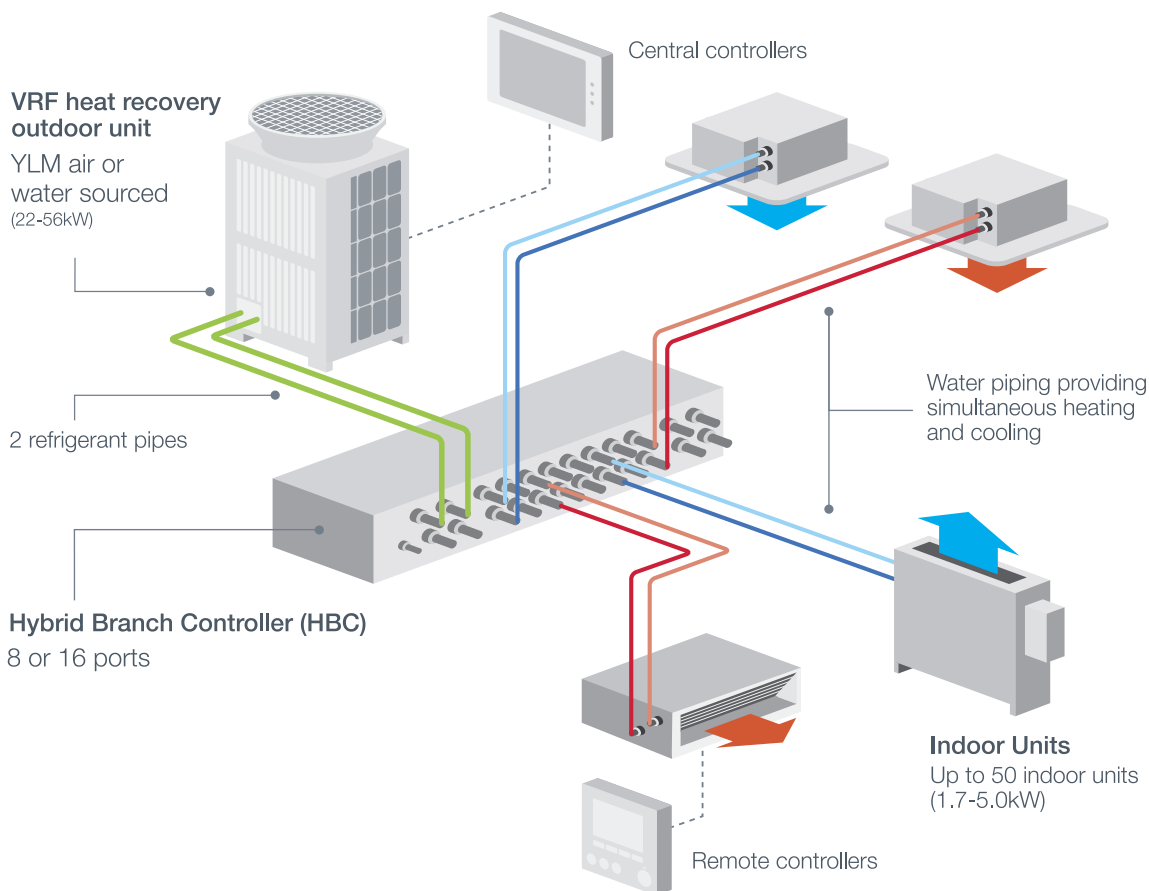 Central controllers
VRF heat recovery
outdoor unit
YLM air or
water sourced
(22-56kW)
2 refrigerant pipes
Water piping providing
simultaneous heating
and cooling
Hybrid Branch Controller (HBC)
8 or 16 ports
Indoor Units
Up to 50 indoor units
(1.7-5.0kW)
Remote controllers